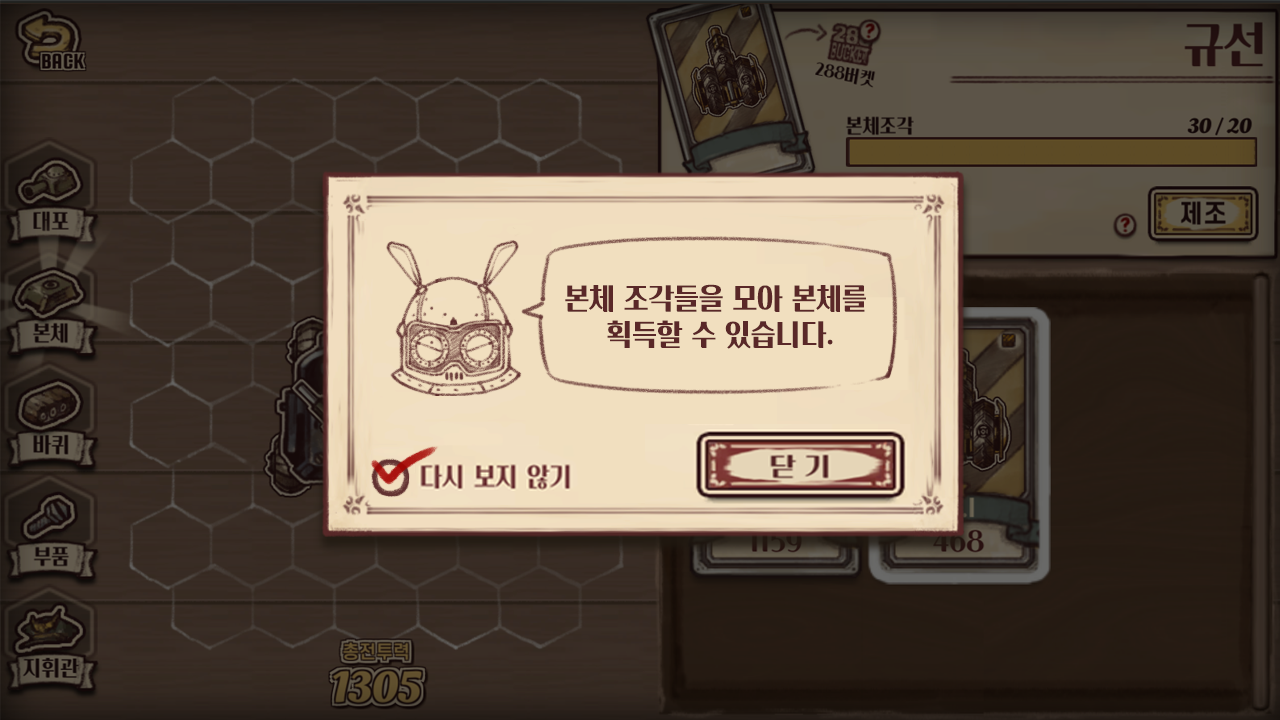 BACK
28?
BUCKET
288버켓
규선
본체조각
30 / 20
?
제조
대포
본체
바퀴
부품
지휘관
본체 조각들을 모아 본체를
획득할 수 있습니다.
다시 보지 않기
닫기
1159
468
총전투력
1305